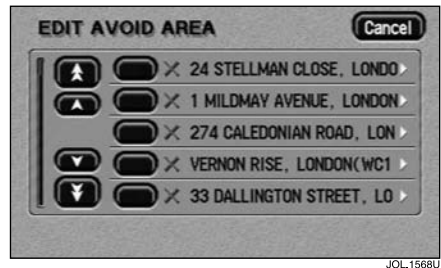 EDIT AVOID AREA
Cancel
24 STELLMAN CLOSE, LONDO
1 MILDMAY AVENUE, LONDON
274 CALEDONIAN ROAD, LON
VERNON RISE, LONDON(WC1
33 DALLINGTON STREET, LO
JOL.1568U